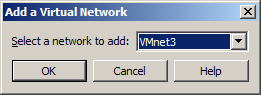 Add a Virtual Network
Select a network to add: VMnet3
OK Cancel Help